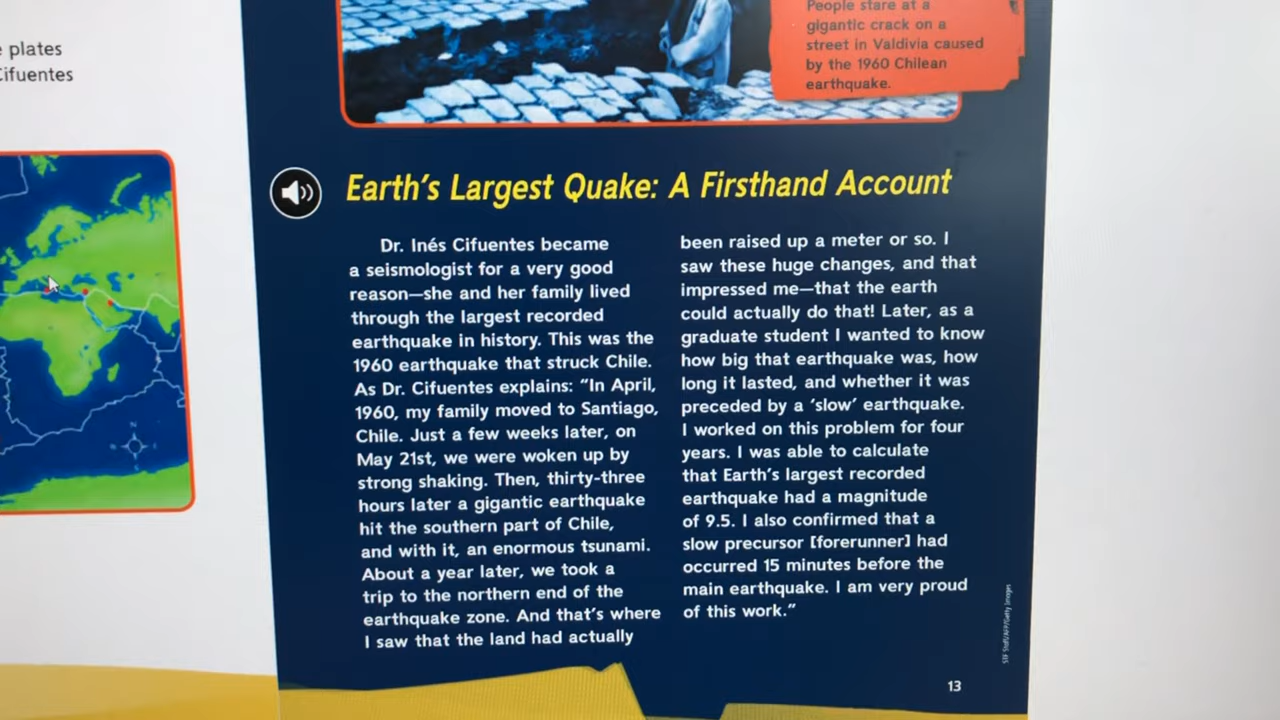 plates
Cifuentes
People stare at a
gigantic crack on a
street in Valdivia caused
by the 1960 Chilean
earthquake.
Earth's Largest Quake: A Firsthand Account
Dr. Inés Cifuentes became
a seismologist for a very good
reason—she and her family lived
through the largest recorded
earthquake in history. This was the
1960 earthquake that struck Chile.
As Dr. Cifuentes explains: "In April,
1960, my family moved to Santiago,
Chile. Just a few weeks later, on
May 21st, we were woken up by
strong shaking. Then, thirty-three
hours later a gigantic earthquake
hit the southern part of Chile,
and with it, an enormous tsunami.
About a year later, we took a
trip to the northern end of the
earthquake zone. And that's where
I saw that the land had actually
been raised up a meter or so. I
saw these huge changes, and that
impressed me—that the earth
could actually do that! Later, as a
graduate student I wanted to know
how big that earthquake was, how
long it lasted, and whether it was
preceded by a 'slow' earthquake.
I worked on this problem for four
years. I was able to calculate
that Earth's largest recorded
earthquake had a magnitude
of 9.5. I also confirmed that a
slow precursor [forerunner] had
occurred 15 minutes before the
main earthquake. I am very proud
of this work."
STF Staff/AFP/Getty Images
13
N